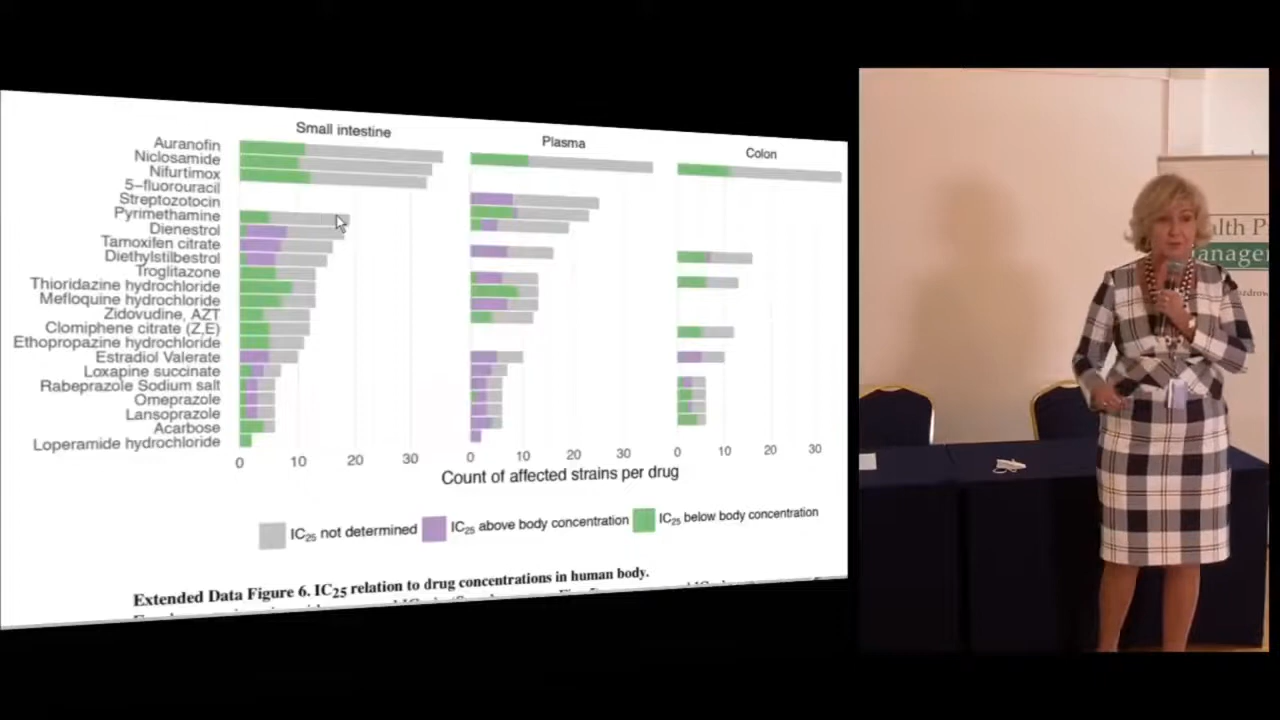 Small intestine
Plasma
Colon
Auranofin
Niclosamide
Nifurtimox
5−fluorouracil
Streptozotocin
Pyrimethamine
Dienestrol
Tamoxifen citrate
Diethylstilbestrol
Troglitazone
Thioridazine hydrochloride
Mefloquine hydrochloride
Zidovudine, AZT
Clomiphene citrate (Z,E)
Ethopropazine hydrochloride
Estradiol Valerate
Loxapine succinate
Rabeprazole Sodium salt
Omeprazole
Lansoprazole
Acarbose
Loperamide hydrochloride
0 10 20 30
0 10 20 30
0 10 20 30
Count of affected strains per drug
IC25 not determined
IC25 above body concentration
IC25 below body concentration
Extended Data Figure 6. IC25 relation to drug concentrations in human body.
alth P
anager